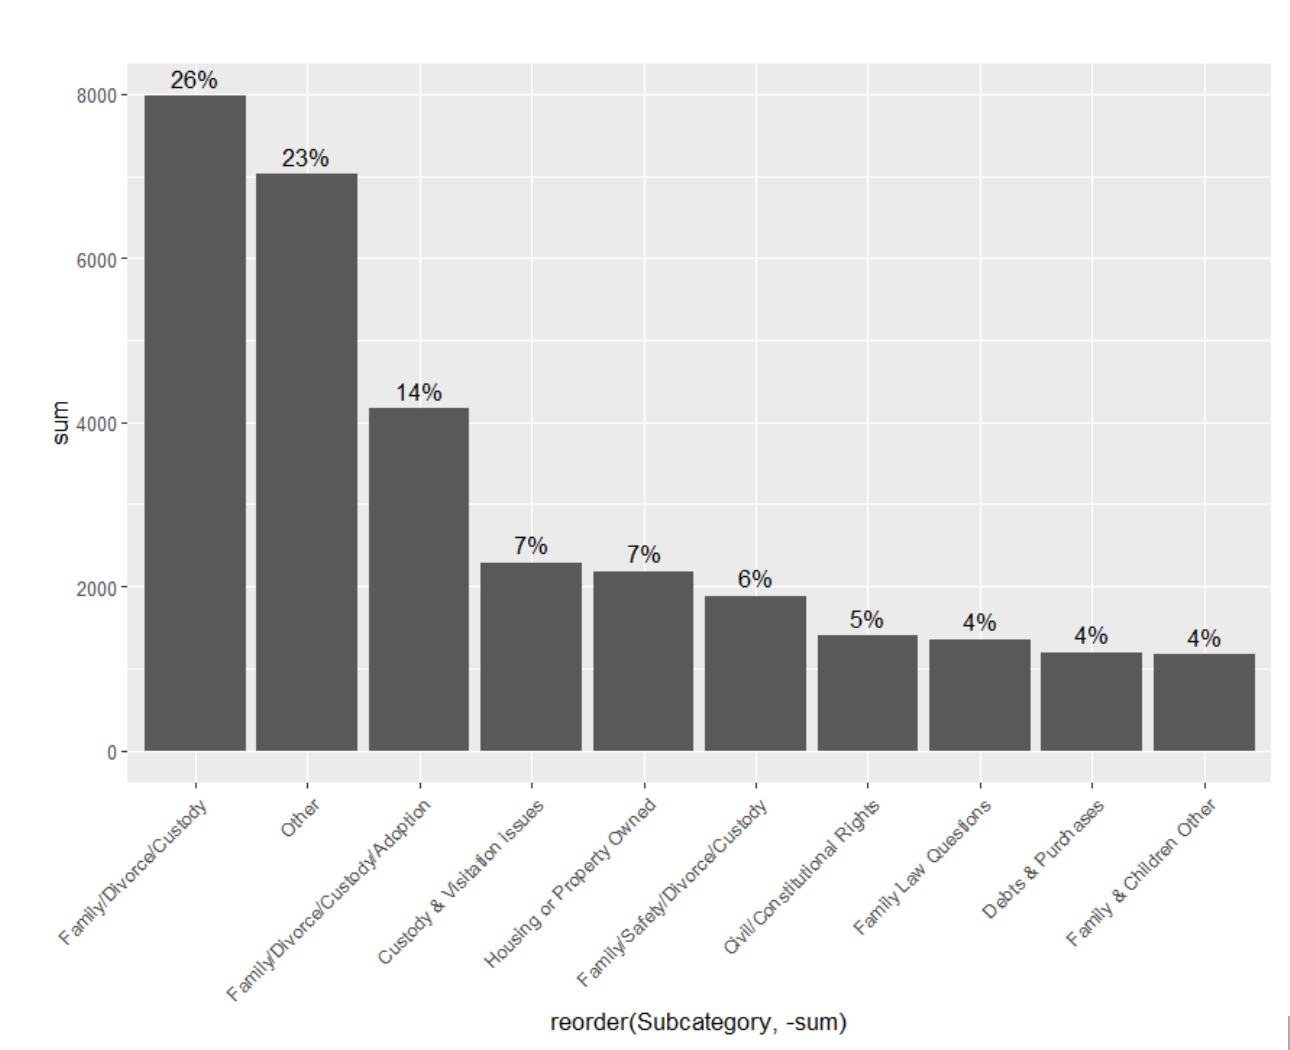 26%
8000
23%
6000
14%
sum
4000
7%
7%
6%
2000
5%
4%
4%
4%
0
Family/Divorce/Custody
Other
Family/Divorce/Custody/Adoption
Custody & Visitation Issues
Housing or Property Owned
Family/Safety/Divorce/Custody
Civil/Constitutional Rights
Family Law Questions
Debts & Purchases
Family & Children Other
reorder(Subcategory, -sum)